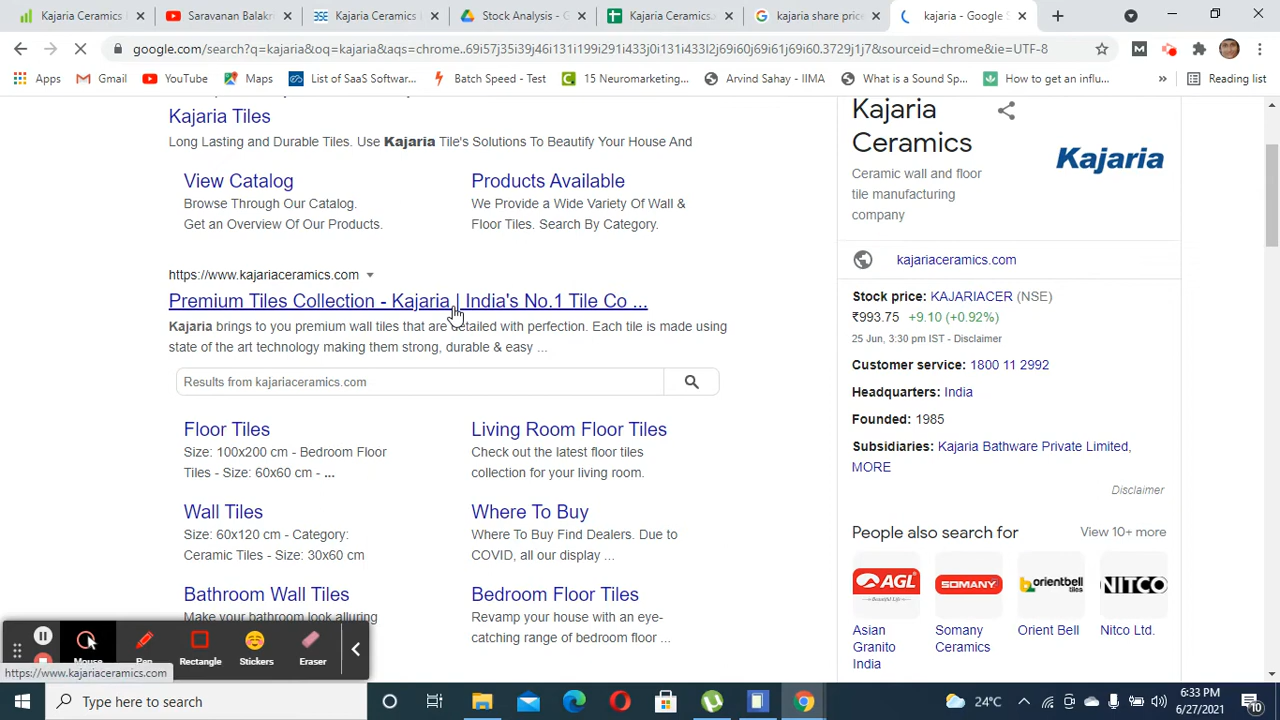 Kajaria Ceramics
Saravanan Balakr
Kajaria Ceramics
Stock Analysis - G
Kajaria Ceramics.
kajaria share price
kajaria - Google S
google.com/search?q=kajaria&oq=kajaria&aqs=chrome..69i57j35i39j46i131i199i291i433j0i131i433l2j69i60j69i61j69i60.3729j1j7&sourceid=chrome&ie=UTF-8
Apps
Gmail
YouTube
Maps
List of SaaS Softwar...
Batch Speed - Test
15 Neuromarketing...
Arvind Sahay - IIMA
What is a Sound Sp...
How to get an influ...
»
Reading list
Kajaria Tiles
Long Lasting and Durable Tiles. Use Kajaria Tile's Solutions To Beautify Your House And
View Catalog
Browse Through Our Catalog.
Get an Overview Of Our Products.
Products Available
We Provide a Wide Variety Of Wall &
Floor Tiles. Search By Category.
https://www.kajariaceramics.com
Premium Tiles Collection - Kajaria | India's No.1 Tile Co ...
Kajaria brings to you premium wall tiles that are detailed with perfection. Each tile is made using
state of the art technology making them strong, durable & easy ...
Results from kajariaceramics.com
Floor Tiles
Size: 100x200 cm - Bedroom Floor
Tiles - Size: 60x60 cm - ...
Living Room Floor Tiles
Check out the latest floor tiles
collection for your living room.
Wall Tiles
Size: 60x120 cm - Category:
Ceramic Tiles - Size: 30x60 cm
Where To Buy
Where To Buy Find Dealers. Due to
COVID, all our display ...
Bathroom Wall Tiles
Make your bathroom look alluring
Bedroom Floor Tiles
Revamp your house with an eye-
catching range of bedroom floor ...
Kajaria
Ceramics
Kajaria
Ceramic wall and floor
tile manufacturing
company
kajariaceramics.com
Stock price: KAJARIACER (NSE)
₹993.75 +9.10 (+0.92%)
25 Jun, 3:30 pm IST - Disclaimer
Customer service: 1800 11 2992
Headquarters: India
Founded: 1985
Subsidiaries: Kajaria Bathware Private Limited,
MORE
Disclaimer
People also search for
View 10+ more
AGL
SOMANY
orientbell
tiles
NITCO
Asian
Granito
India
Somany
Ceramics
Orient Bell
Nitco Ltd.
Mouse
Pen
Rectangle
Stickers
Eraser
https://www.kajariaceramics.com
Type here to search
24°C
6:33 PM
6/27/2021
10